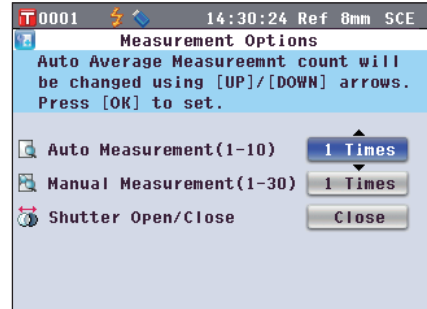 T 0001 14:30:24 Ref 8mm SCE
Measurement Options
Auto Average Measureemnt count will
be changed using [UP]/[DOWN] arrows.
Press [OK] to set.
Auto Measurement(1-10) 1 Times
Manual Measurement(1-30) 1 Times
Shutter Open/Close Close